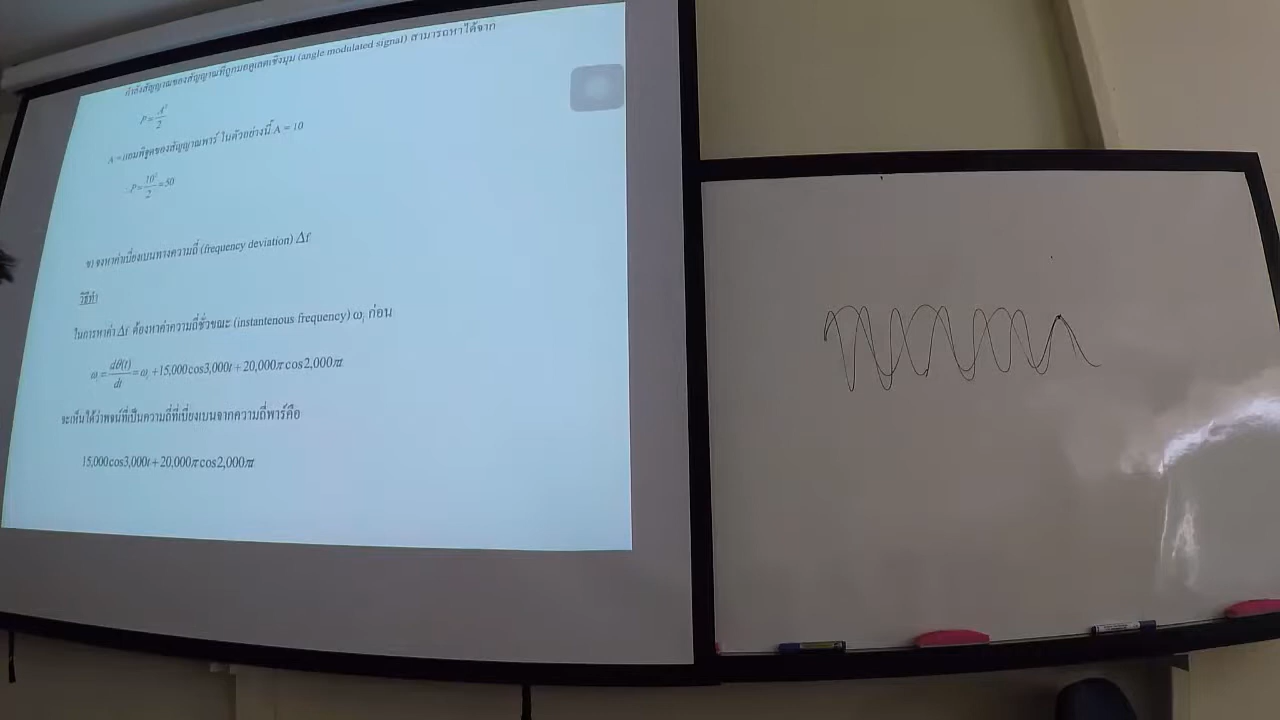 กำลังสัญญาณของสัญญาณที่ถูกมอดูเลตเชิงมุม (angle modulated signal) สามารถหาได้จาก
P = A²/2
A = แอมพิจูดของสัญญาณพาร์ ในตัวอย่างนี้ A = 10
∴P = 10²/2 = 50
ข) จงหาค่าเบี่ยงเบนทางความถี่ (frequency deviation) Δf
วิธีทำ
ในการหาค่า Δf ต้องหาค่าความถี่ชั่วขณะ (instantenous frequency) ωᵢ ก่อน
ωᵢ = dθ(t)/dt = ω꜀ + 15,000cos3,000t + 20,000π cos2,000πt
จะเห็นได้ว่าพจน์ที่เป็นความถี่ที่เบี่ยงเบนจากความถี่พาร์คือ
15,000cos3,000t + 20,000π cos2,000πt